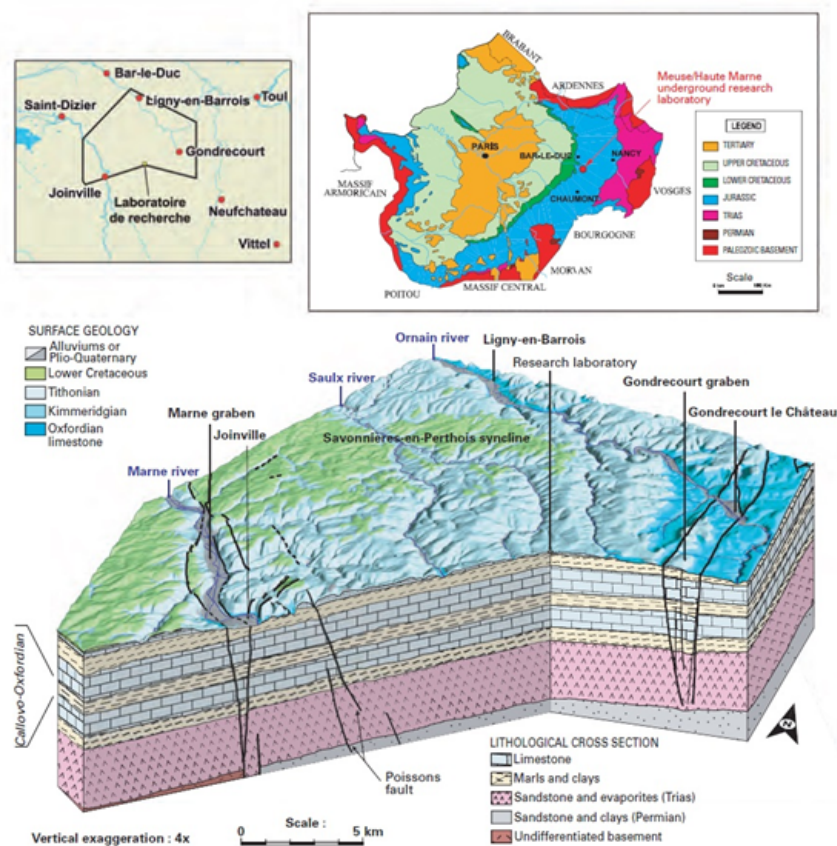 Bar-le-Duc
Ligny-en-Barrois
Toul
Saint-Dizier
Gondrecourt
Joinville
Laboratoire
de recherche
Neufchateau
Vittel
BRABANT
ARDENNES
Meuse/Haute Marne
underground research
laboratory
PARIS
BAR-LE-DUC
NANCY
CHAUMONT
VOSGES
MASSIF
ARMORICAIN
BOURGOGNE
MORVAN
MASSIF CENTRAL
POITOU
LEGEND
TERTIARY
UPPER CRETACEOUS
LOWER CRETACEOUS
JURASSIC
TRIAS
PERMIAN
PALEOZOIC BASEMENT
Scale
SURFACE GEOLOGY
Alluviums or
Plio-Quaternary
Lower Cretaceous
Tithonian
Kimmeridgian
Oxfordian
limestone
Ornain river
Ligny-en-Barrois
Research laboratory
Saulx river
Gondrecourt graben
Marne graben
Gondrecourt le Château
Joinville
Savonnières-en-Perthois syncline
Marne river
Callovo-Oxfordian
N
Poissons
fault
LITHOLOGICAL CROSS SECTION
Limestone
Marls and clays
Sandstone and evaporites (Trias)
Sandstone and clays (Permian)
Undifferentiated basement
Vertical exaggeration : 4x
Scale :
0 5 km